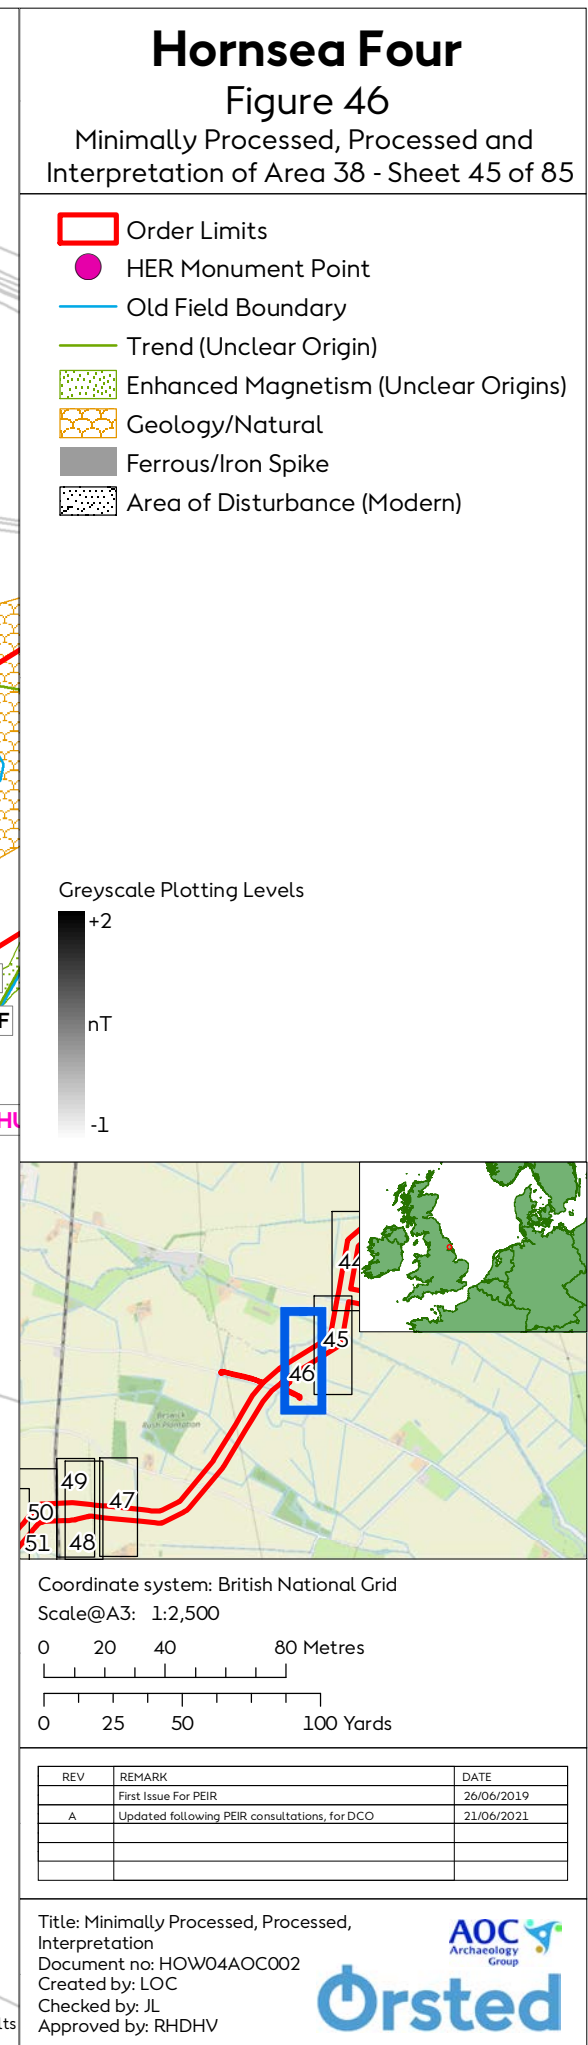 Hornsea Four
Figure 46
Minimally Processed, Processed and
Interpretation of Area 38 - Sheet 45 of 85
Order Limits
HER Monument Point
Old Field Boundary
Trend (Unclear Origin)
Enhanced Magnetism (Unclear Origins)
Geology/Natural
Ferrous/Iron Spike
Area of Disturbance (Modern)
Greyscale Plotting Levels
+2
nT
-1
F
HU
44
45
46
Beswick
Rush Plantation
49
47
50
51
48
Coordinate system: British National Grid
Scale@A3: 1:2,500
0 20 40 80 Metres
0 25 50 100 Yards
REV REMARK DATE
First Issue For PEIR 26/06/2019
A Updated following PEIR consultations, for DCO 21/06/2021
Title: Minimally Processed, Processed,
Interpretation
Document no: HOW04AOC002
Created by: LOC
Checked by: JL
Approved by: RHDHV
AOC
Archaeology
Group
Orsted